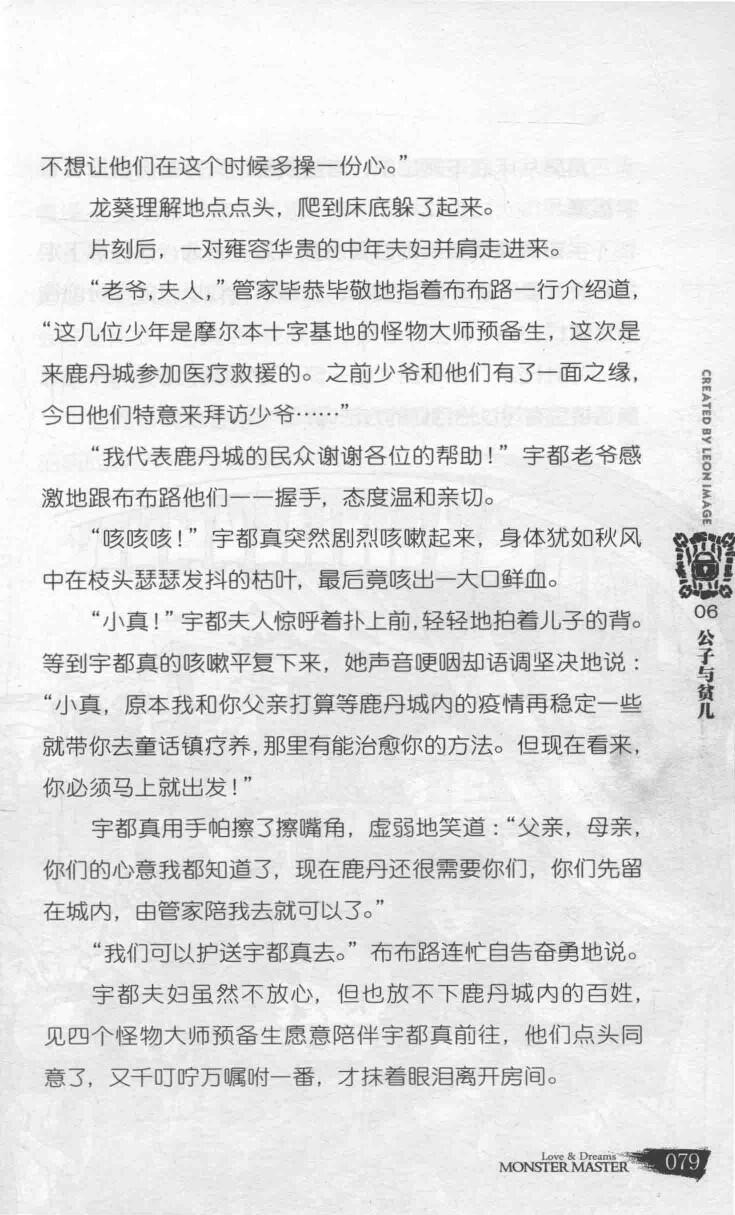 不想让他们在这个时候多操一份心。”
龙葵理解地点点头，爬到床底躲了起来。
片刻后，一对雍容华贵的中年夫妇并肩走进来。
“老爷，夫人，”管家毕恭毕敬地指着布布路一行介绍道，
“这几位少年是摩尔本十字基地的怪物大师预备生，这次是
来鹿丹城参加医疗救援的。之前少爷和他们有了一面之缘，
今日他们特意来拜访少爷……”
“我代表鹿丹城的民众谢谢各位的帮助！”宇都老爷感
激地跟布布路他们一一握手，态度温和亲切。
“咳咳咳！”宇都真突然剧烈咳嗽起来，身体犹如秋风
中在枝头瑟瑟发抖的枯叶，最后竟咳出一大口鲜血。
“小真！”宇都夫人惊呼着扑上前，轻轻地拍着儿子的背。
等到宇都真的咳嗽平复下来，她声音哽咽却语调坚决地说：
“小真，原本我和你父亲打算等鹿丹城内的疫情再稳定一些
就带你去童话镇疗养，那里有能治愈你的方法。但现在看来，
你必须马上就出发！”
宇都真用手帕擦了擦嘴角，虚弱地笑道：“父亲，母亲，
你们的心意我都知道了，现在鹿丹还很需要你们，你们先留
在城内，由管家陪我去就可以了。”
“我们可以护送宇都真去。”布布路连忙自告奋勇地说。
宇都夫妇虽然不放心，但也放不下鹿丹城内的百姓，
见四个怪物大师预备生愿意陪伴宇都真前往，他们点头同
意了，又千叮咛万嘱咐一番，才抹着眼泪离开房间。
CREATED BY LEON IMAGE
06
公子与贫儿
Love & Dreams
MONSTER MASTER
079